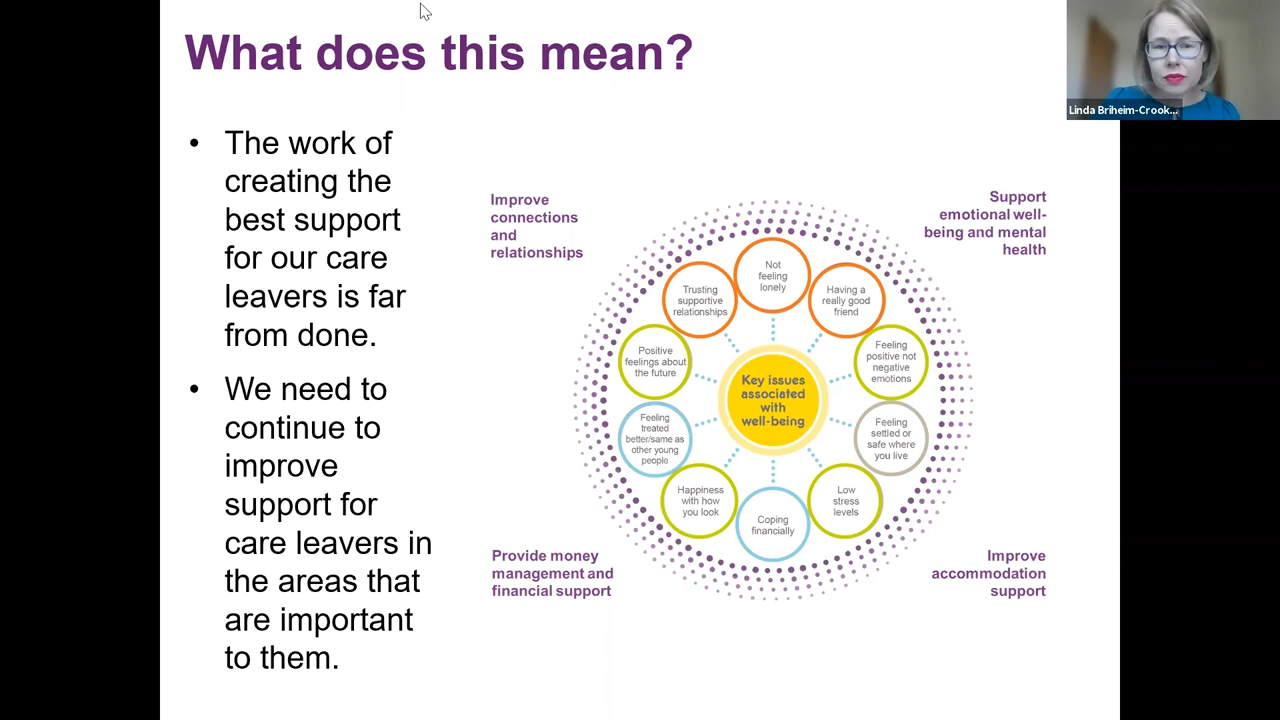 What does this mean?
• The work of
creating the
best support
for our care
leavers is far
from done.
• We need to
continue to
improve
support for
care leavers in
the areas that
are important
to them.
Improve
connections
and
relationships
Support
emotional well-
being and mental
health
Not
feeling
lonely
Trusting
supportive
relationships
Having a
really good
friend
Positive
feelings about
the future
Feeling
positive not
negative
emotions
Key issues
associated
with
well-being
Feeling
treated
better/same as
other young
people
Feeling
settled or
safe where
you live
Happiness
with how
you look
Low
stress
levels
Coping
financially
Provide money
management and
financial support
Improve
accommodation
support
Linda Briheim-Crook...